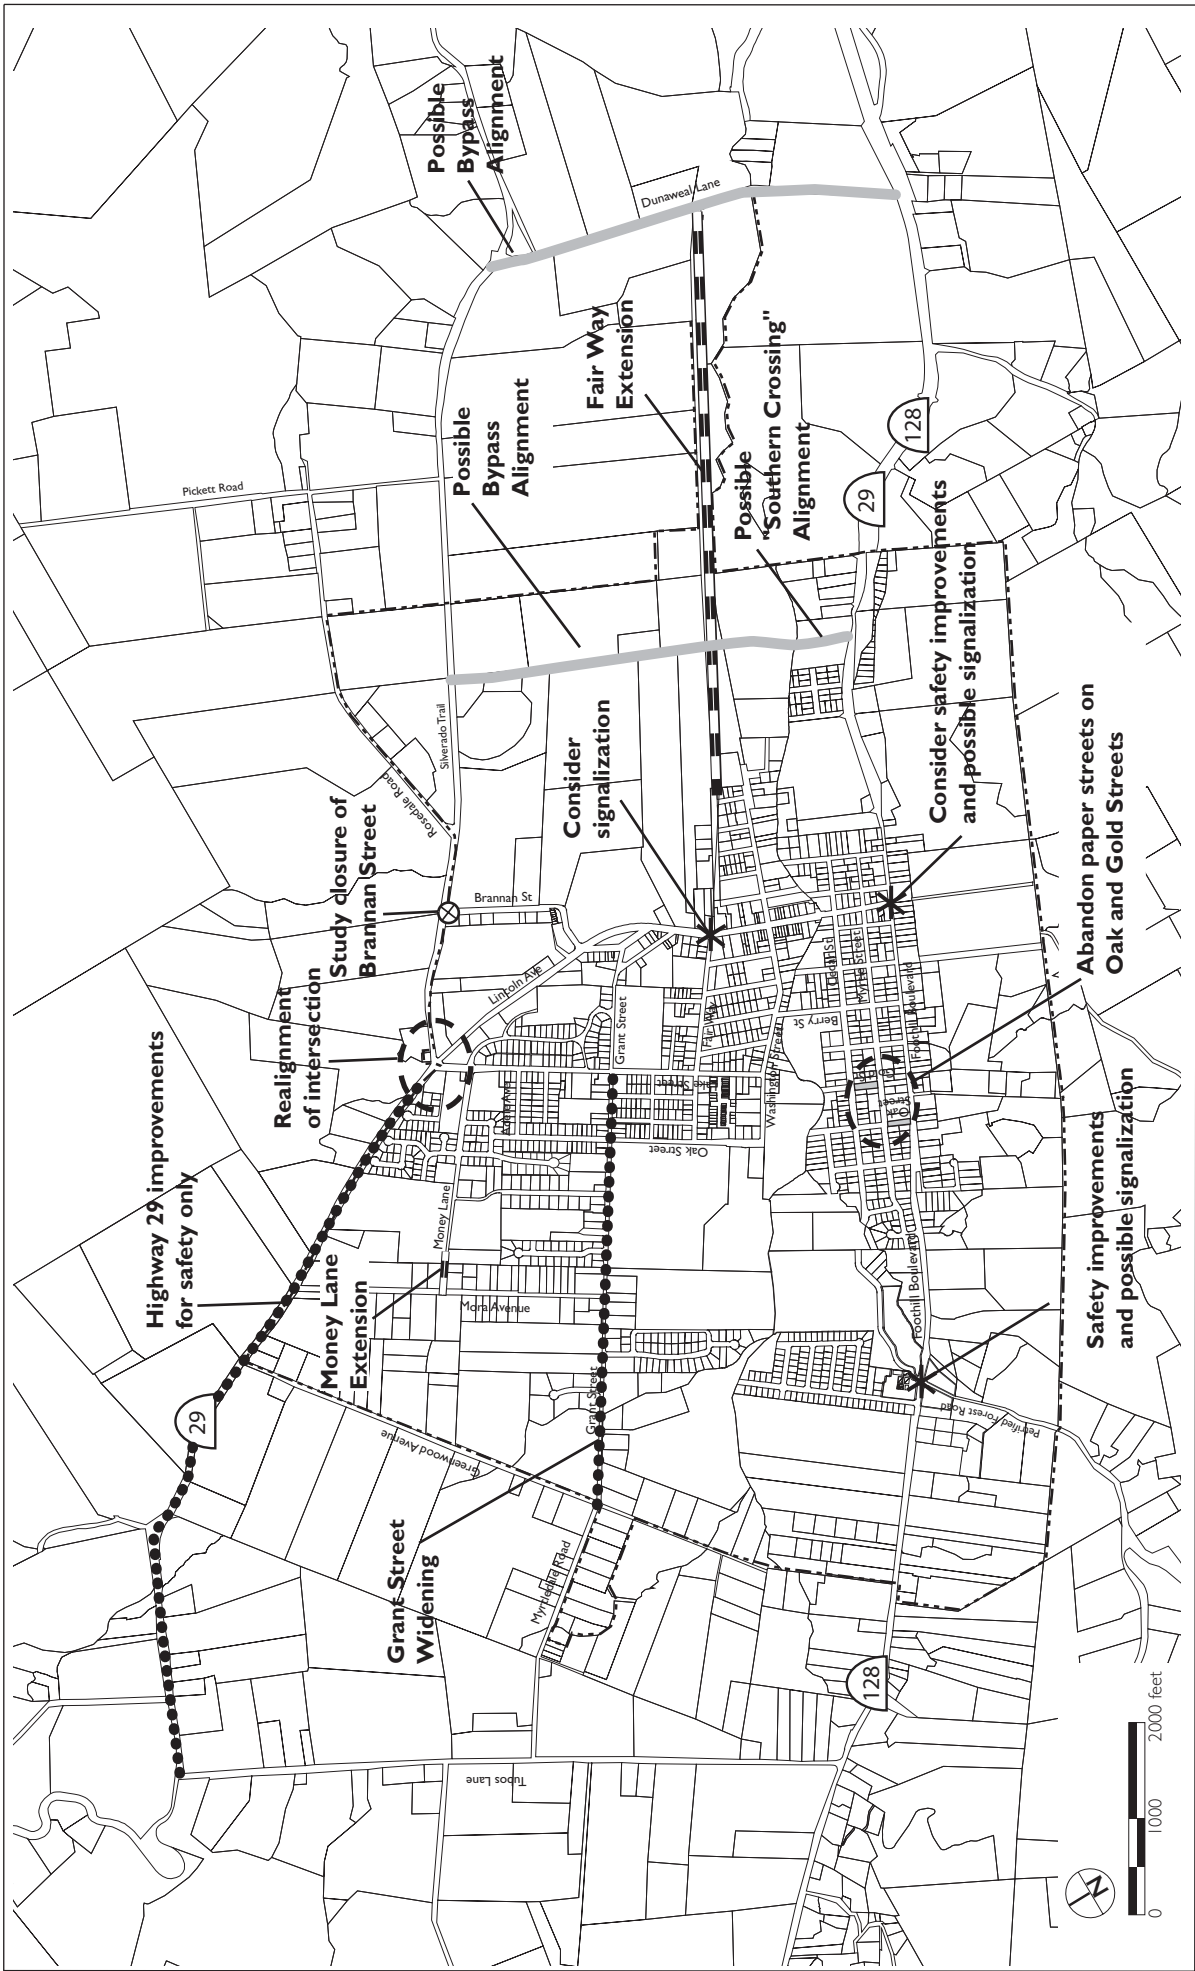 Possible
Bypass
Alignment
Dunaweal Lane
Fair Way
Extension
Possible
Bypass
Alignment
Possible
"Southern Crossing"
Alignment
128
29
Pickett Road
Silverado Trail
Rosedale Road
Consider
signalization
Consider safety improvements
and possible signalization
Study closure of
Brannan Street
Brannan St
Realignment
of intersection
Lincoln Ave
Grant Street
Fair Way
Washington Street
Berry St
Cedar St
Myrtle Street
Foothill Boulevard
Abandon paper streets on
Oak and Gold Streets
Lake Street
Oak
Street
Oak Street
Highway 29 improvements
for safety only
Money Lane
Money Lane
Extension
Mora Avenue
Foothill Boulevard
Safety improvements
and possible signalization
Petrified Forest Road
29
Greenwood Avenue
Grant Street
Grant Street
Widening
Myrtledale Road
128
Tubos Lane
N
0
1000
2000 feet